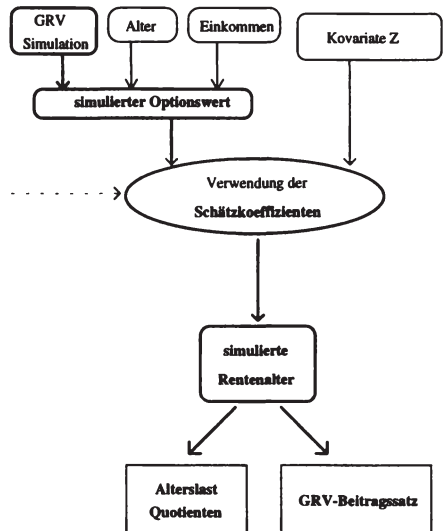 GRV
Simulation
Alter
Einkommen
Kovariate Z
simulierter Optionswert
Verwendung der
Schätzkoeffizienten
simulierte
Rentenalter
Alterslast
Quotienten
GRV-Beitragssatz